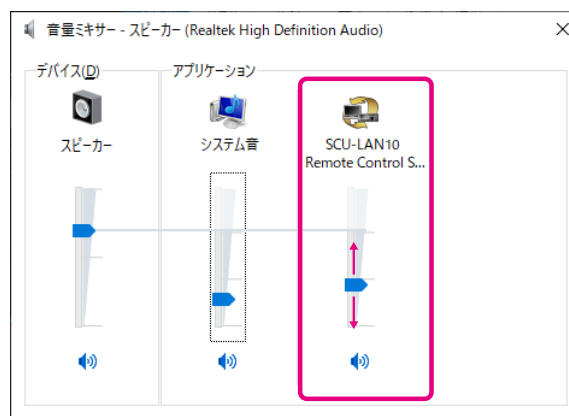 音量ミキサー - スピーカー (Realtek High Definition Audio)
デバイス(D)
アプリケーション
スピーカー
システム音
SCU-LAN10
Remote Control S...